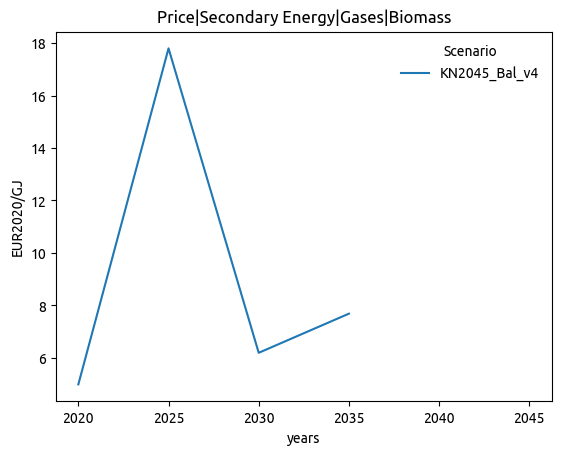 Price|Secondary Energy|Gases|Biomass
Scenario
KN2045_Bal_v4
EUR2020/GJ
18
16
14
12
10
8
6
2020 2025 2030 2035 2040 2045
years